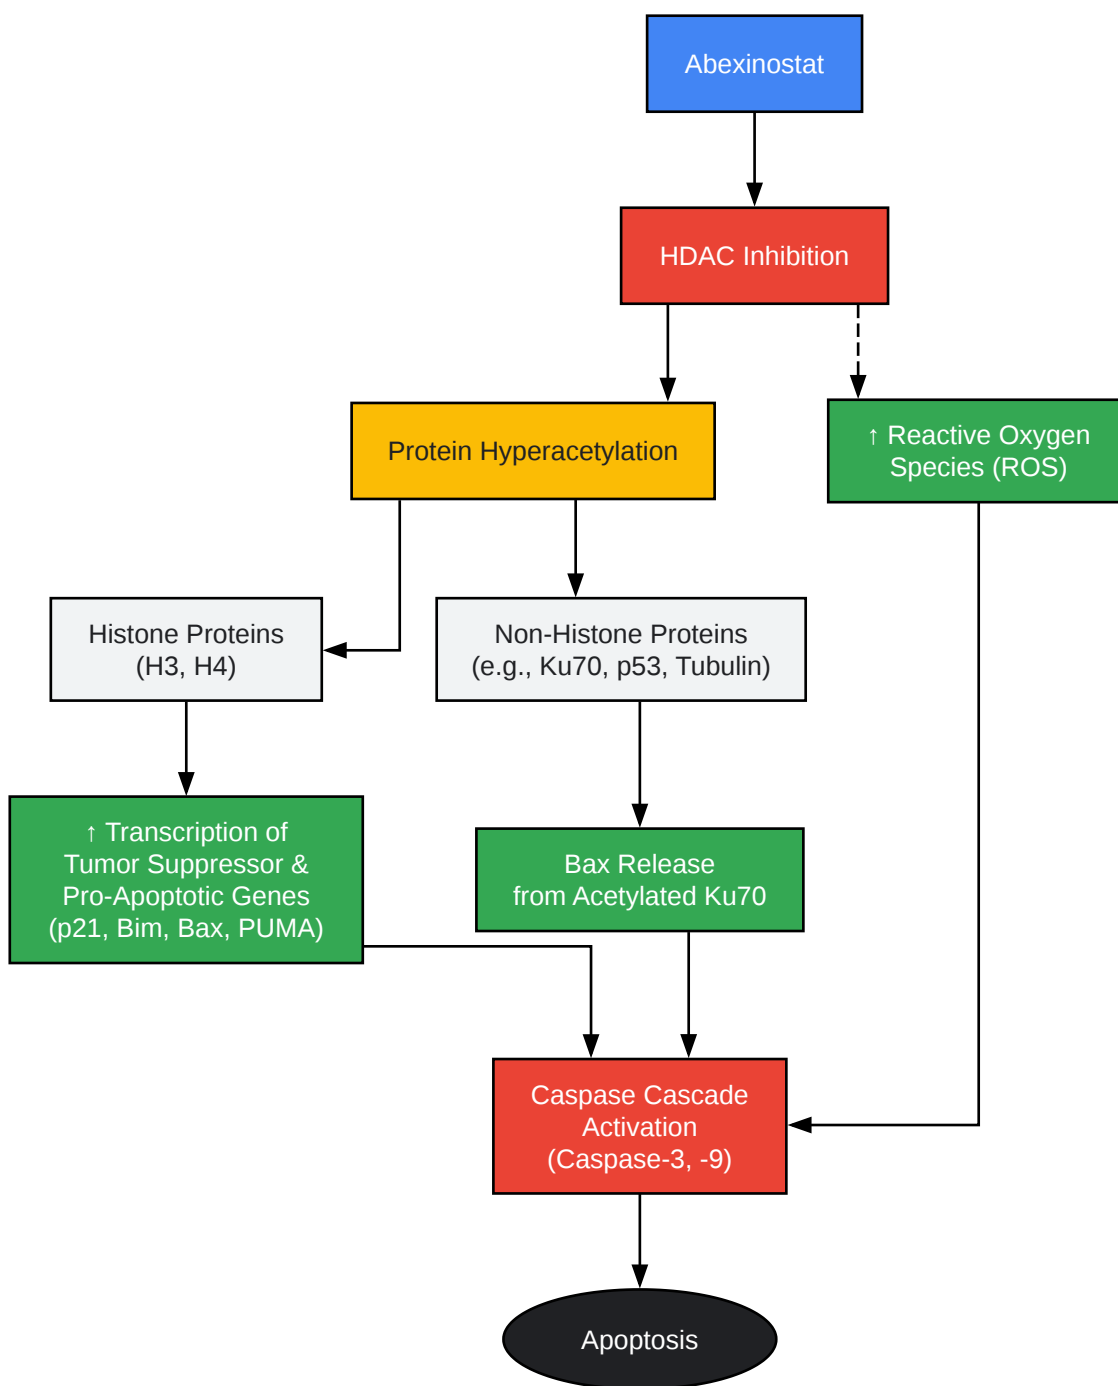 Abexinostat
HDAC Inhibition
Protein Hyperacetylation
↑ Reactive Oxygen
Species (ROS)
Histone Proteins
(H3, H4)
Non-Histone Proteins
(e.g., Ku70, p53, Tubulin)
↑ Transcription of
Tumor Suppressor &
Pro-Apoptotic Genes
(p21, Bim, Bax, PUMA)
Bax Release
from Acetylated Ku70
Caspase Cascade
Activation
(Caspase-3, -9)
Apoptosis